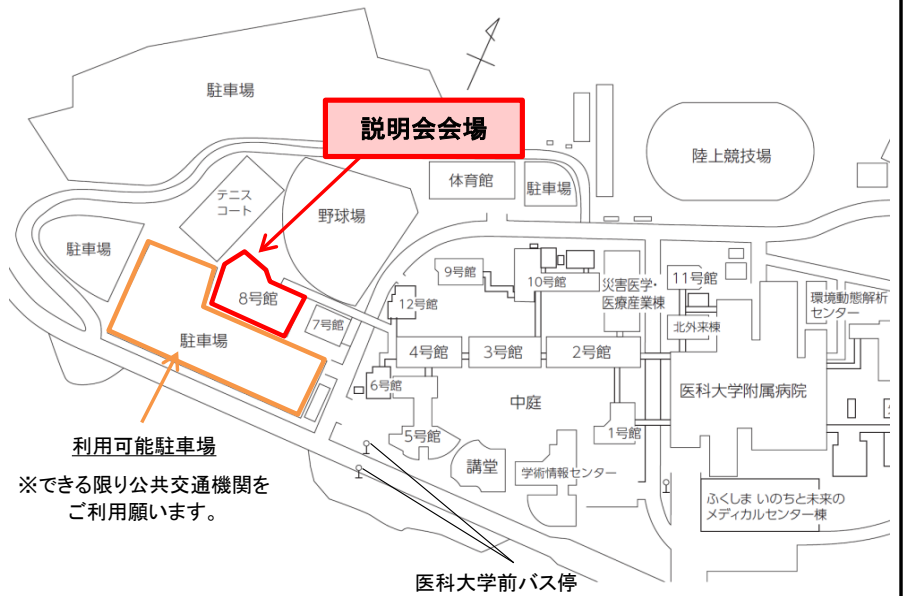 駐車場
説明会会場
陸上競技場
体育館
駐車場
テニス
コート
野球場
駐車場
9号館
10号館
災害医学・
医療産業棟
11号館
環境動態解析
センター
8号館
12号館
7号館
北外来棟
駐車場
4号館
3号館
2号館
6号館
医科大学附属病院
中庭
5号館
1号館
利用可能駐車場
講堂
学術情報センター
※できる限り公共交通機関を
ご利用願います。
ふくしま いのちと未来の
メディカルセンター棟
医科大学前バス停